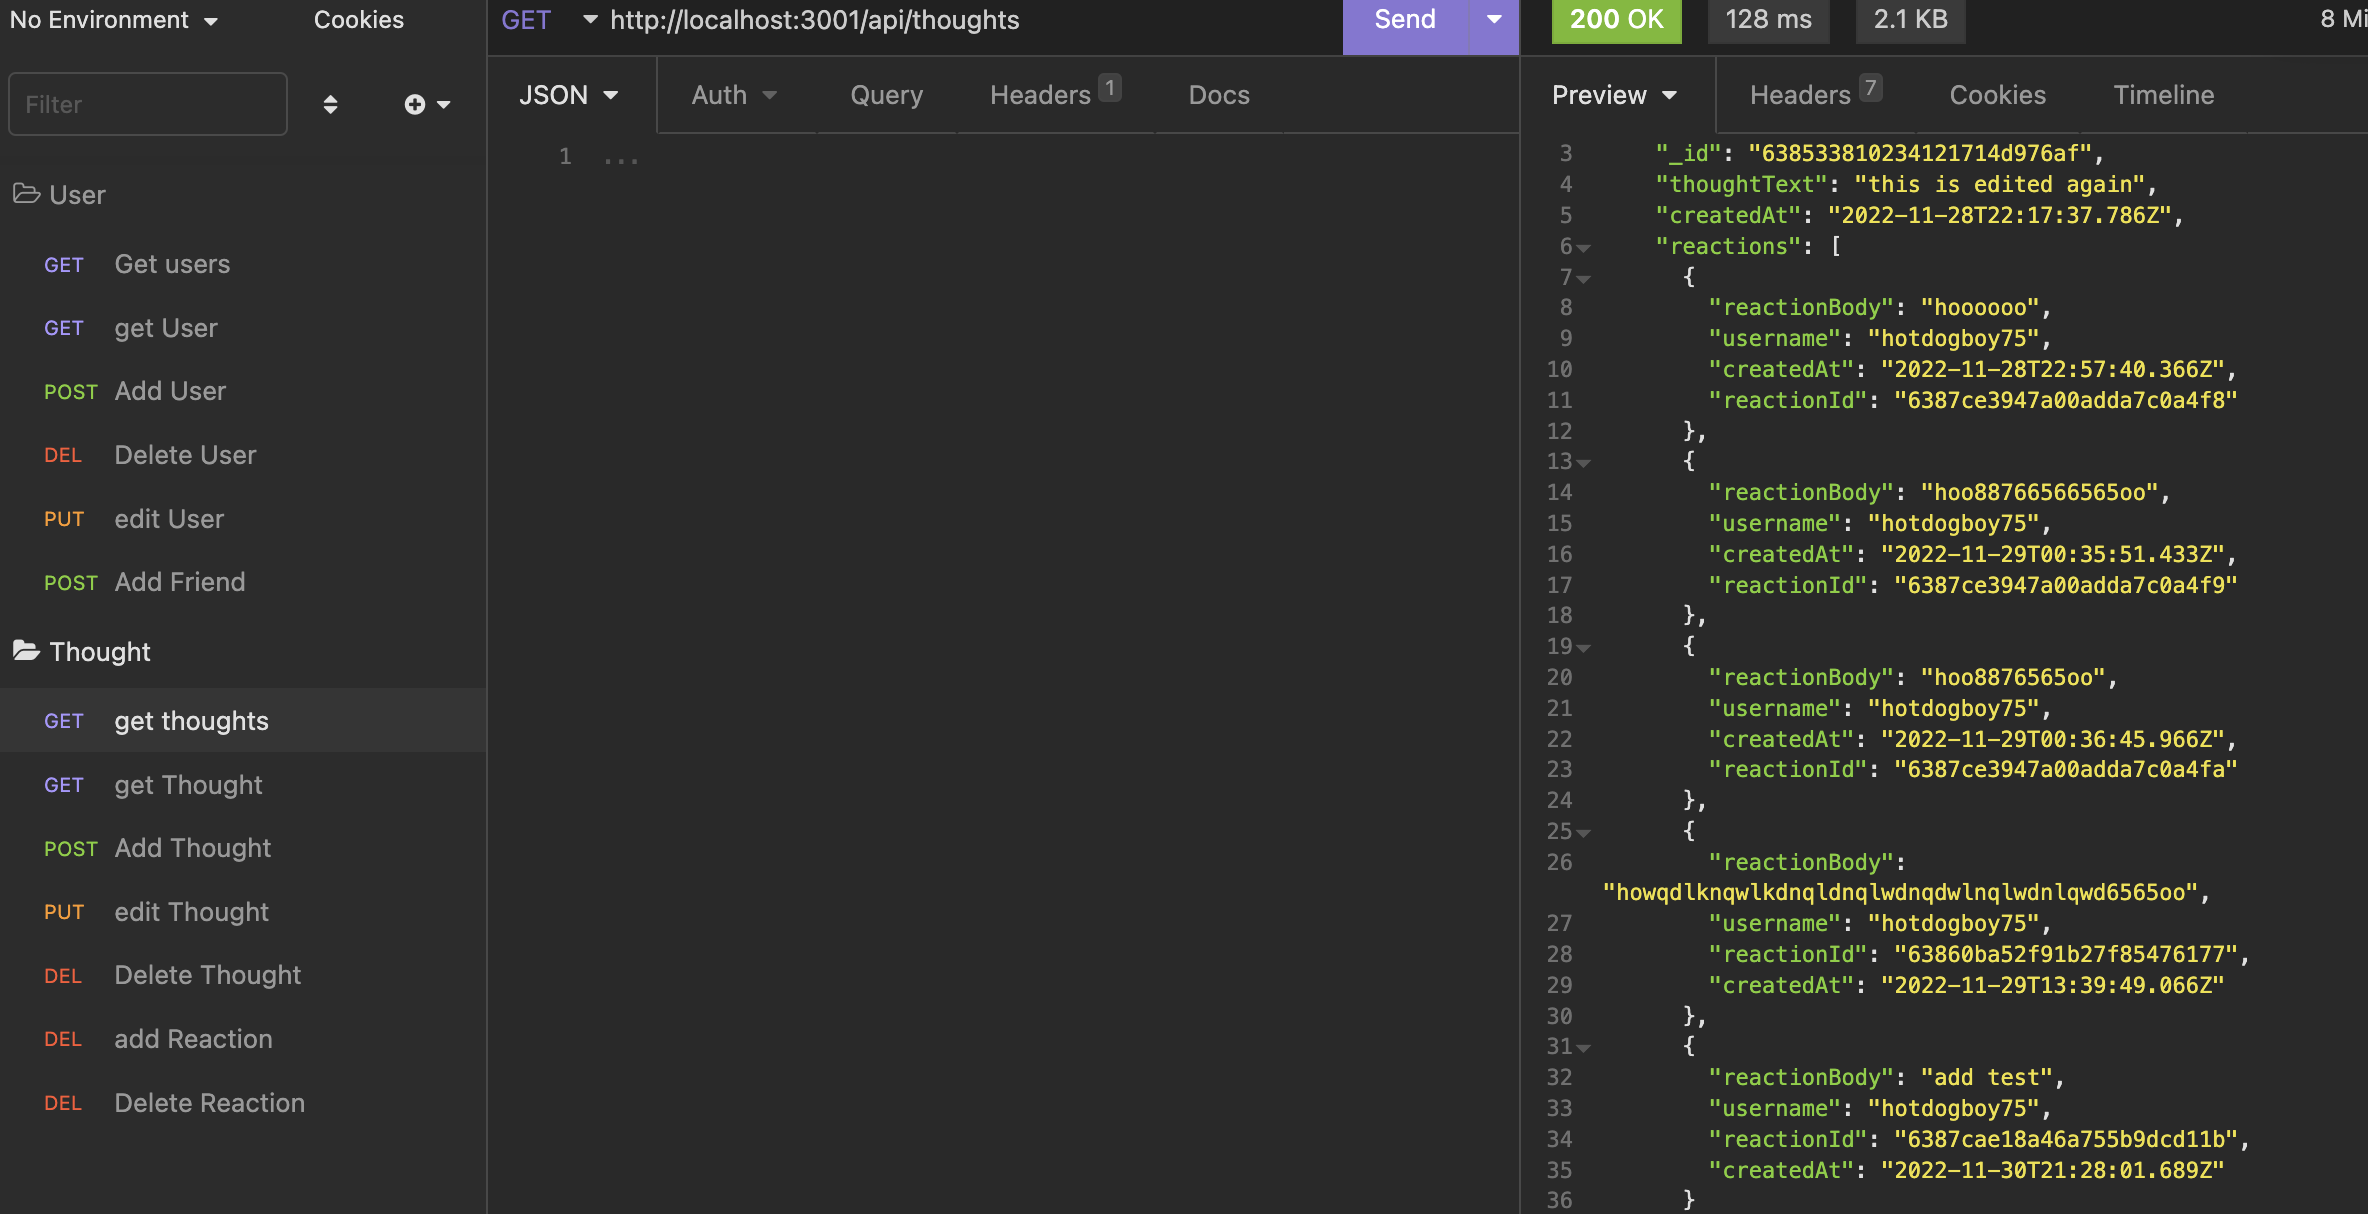 No Environment Cookies
Filter
User
GET Get users
GET get User
POST Add User
DEL Delete User
PUT edit User
POST Add Friend
Thought
GET get thoughts
GET get Thought
POST Add Thought
PUT edit Thought
DEL Delete Thought
DEL add Reaction
DEL Delete Reaction
GET http://localhost:3001/api/thoughts Send
JSON Auth Query Headers 1 Docs
1 ...
200 OK 128 ms 2.1 KB 8 Mi
Preview Headers 7 Cookies Timeline
3 "_id": "638533810234121714d976af",
4 "thoughtText": "this is edited again",
5 "createdAt": "2022-11-28T22:17:37.786Z",
6 "reactions": [
7 {
8 "reactionBody": "hoooooo",
9 "username": "hotdogboy75",
10 "createdAt": "2022-11-28T22:57:40.366Z",
11 "reactionId": "6387ce3947a00adda7c0a4f8"
12 },
13 {
14 "reactionBody": "hoo88766566565oo",
15 "username": "hotdogboy75",
16 "createdAt": "2022-11-29T00:35:51.433Z",
17 "reactionId": "6387ce3947a00adda7c0a4f9"
18 },
19 {
20 "reactionBody": "hoo8876565oo",
21 "username": "hotdogboy75",
22 "createdAt": "2022-11-29T00:36:45.966Z",
23 "reactionId": "6387ce3947a00adda7c0a4fa"
24 },
25 {
26 "reactionBody":
"howqdlknqwlkdnqldnqlwdnqdwlnqlwdnlqwd6565oo",
27 "username": "hotdogboy75",
28 "reactionId": "63860ba52f91b27f85476177",
29 "createdAt": "2022-11-29T13:39:49.066Z"
30 },
31 {
32 "reactionBody": "add test",
33 "username": "hotdogboy75",
34 "reactionId": "6387cae18a46a755b9dcd11b",
35 "createdAt": "2022-11-30T21:28:01.689Z"
36 }